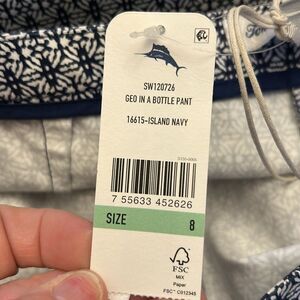 SW120726
GEO IN A BOTTLE PANT
16615-ISLAND NAVY
7 55633 452626
SIZE 8
FSC
MIX
Paper